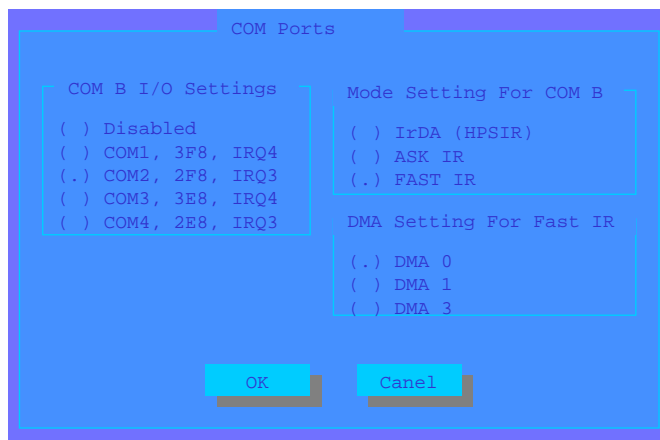 COM Ports
COM B I/O Settings
( ) Disabled
( ) COM1, 3F8, IRQ4
(.) COM2, 2F8, IRQ3
( ) COM3, 3E8, IRQ4
( ) COM4, 2E8, IRQ3
Mode Setting For COM B
( ) IrDA (HPSIR)
( ) ASK IR
(.) FAST IR
DMA Setting For Fast IR
(.) DMA 0
( ) DMA 1
( ) DMA 3
OK
Canel